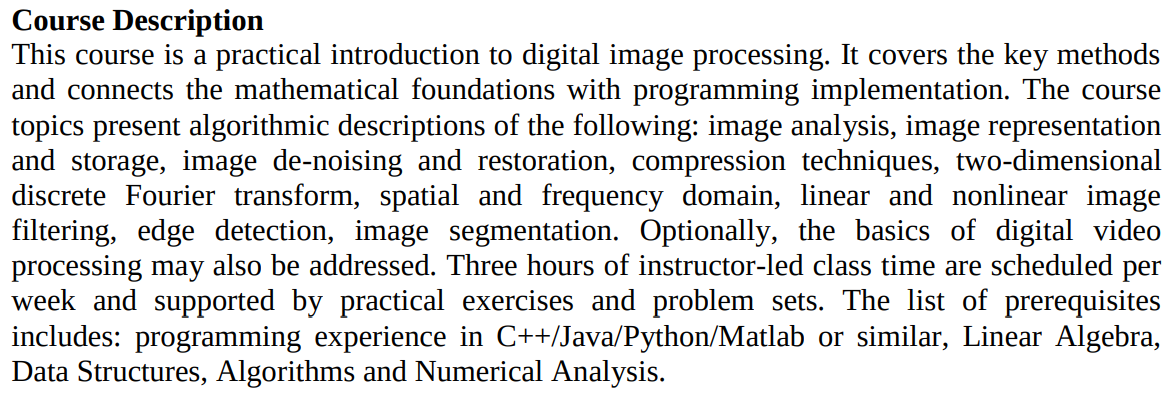 Course Description
This course is a practical introduction to digital image processing. It covers the key methods
and connects the mathematical foundations with programming implementation. The course
topics present algorithmic descriptions of the following: image analysis, image representation
and storage, image de-noising and restoration, compression techniques, two-dimensional
discrete Fourier transform, spatial and frequency domain, linear and nonlinear image
filtering, edge detection, image segmentation. Optionally, the basics of digital video
processing may also be addressed. Three hours of instructor-led class time are scheduled per
week and supported by practical exercises and problem sets. The list of prerequisites
includes: programming experience in C++/Java/Python/Matlab or similar, Linear Algebra,
Data Structures, Algorithms and Numerical Analysis.